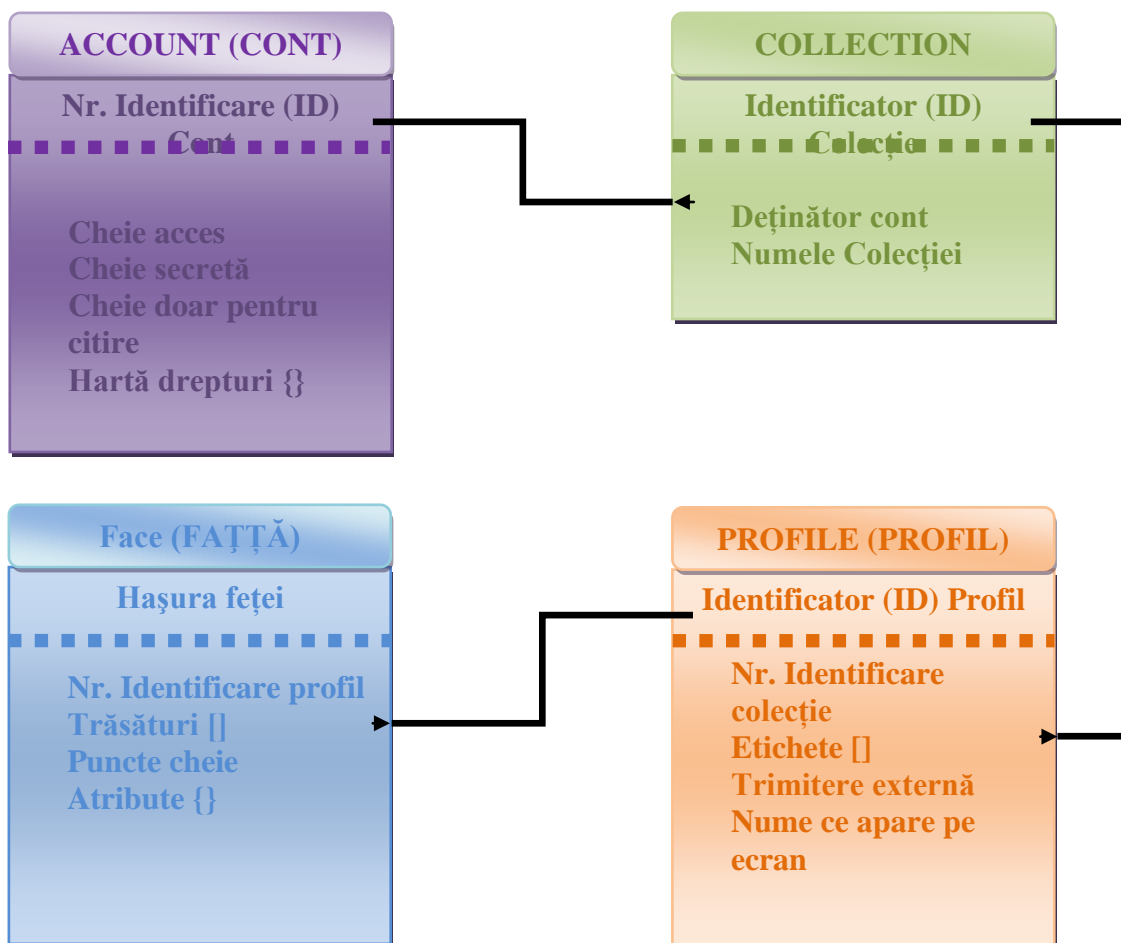 ACCOUNT (CONT)
Nr. Identificare (ID)
Cont
Cheie acces
Cheie secretă
Cheie doar pentru
citire
Hartă drepturi {}
COLLECTION
Identificator (ID)
Colecție
Deținător cont
Numele Colecției
Face (FAŢȚĂ)
Hașura feței
Nr. Identificare profil
Trăsături []
Puncte cheie
Atribute {}
PROFILE (PROFIL)
Identificator (ID) Profil
Nr. Identificare
colecție
Etichete []
Trimitere externă
Nume ce apare pe
ecran